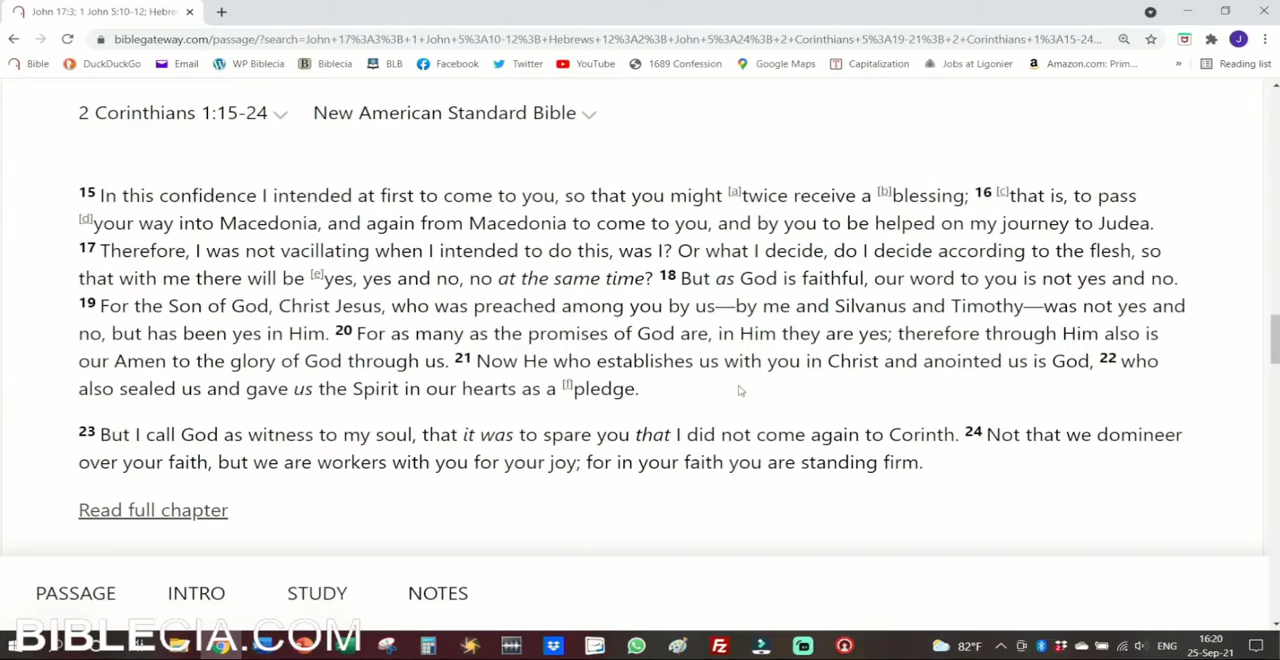 John 17:3; 1 John 5:10-12; Hebre
biblegateway.com/passage/?search=John+17%3A3%3B+1+John+5%3A10-12%3B+Hebrews+12%3A2%3B+John+5%3A24%3B+2+Corinthians+5%3A19-21%3B+2+Corinthians+1%3A15-24...
Bible DuckDuckGo Email WP Biblecia Biblecia BLB Facebook Twitter YouTube 1689 Confession Google Maps Capitalization Jobs at Ligonier Amazon.com: Prim... » Reading list
2 Corinthians 1:15-24 New American Standard Bible
15 In this confidence I intended at first to come to you, so that you might [a]twice receive a [b]blessing; 16 [c]that is, to pass
[d]your way into Macedonia, and again from Macedonia to come to you, and by you to be helped on my journey to Judea.
17 Therefore, I was not vacillating when I intended to do this, was I? Or what I decide, do I decide according to the flesh, so
that with me there will be [e]yes, yes and no, no at the same time? 18 But as God is faithful, our word to you is not yes and no.
19 For the Son of God, Christ Jesus, who was preached among you by us—by me and Silvanus and Timothy—was not yes and
no, but has been yes in Him. 20 For as many as the promises of God are, in Him they are yes; therefore through Him also is
our Amen to the glory of God through us. 21 Now He who establishes us with you in Christ and anointed us is God, 22 who
also sealed us and gave us the Spirit in our hearts as a [f]pledge.
23 But I call God as witness to my soul, that it was to spare you that I did not come again to Corinth. 24 Not that we domineer
over your faith, but we are workers with you for your joy; for in your faith you are standing firm.
Read full chapter
PASSAGE INTRO STUDY NOTES
BIBLECIA.COM
82°F ENG 16:20
25-Sep-21